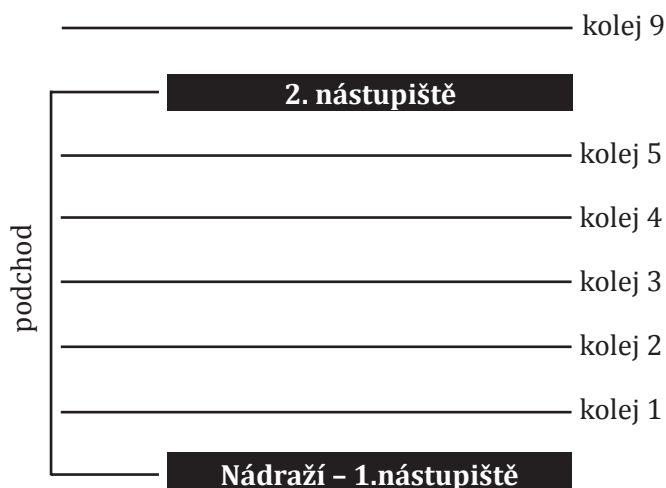 kolej 9
2. nástupiště
kolej 5
kolej 4
podchod
kolej 3
kolej 2
kolej 1
Nádraží – 1.nástupiště